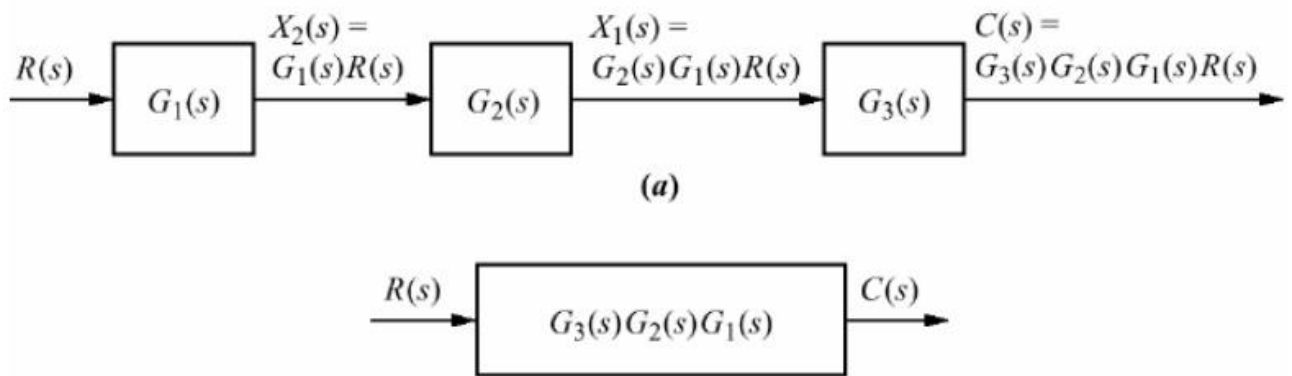 R(s)
G₁(s)
X₂(s) =
G₁(s)R(s)
G₂(s)
X₁(s) =
G₂(s)G₁(s)R(s)
G₃(s)
C(s) =
G₃(s)G₂(s)G₁(s)R(s)
(a)
R(s)
G₃(s)G₂(s)G₁(s)
C(s)